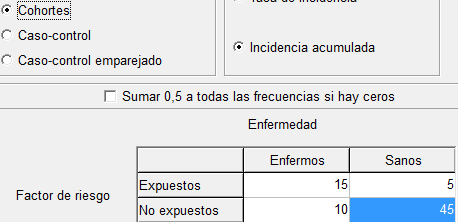 Cohortes
Caso-control
Caso-control emparejado
Incidencia acumulada
Sumar 0,5 a todas las frecuencias si hay ceros
Enfermedad
Enfermos Sanos
Factor de riesgo
Expuestos 15 5
No expuestos 10 45